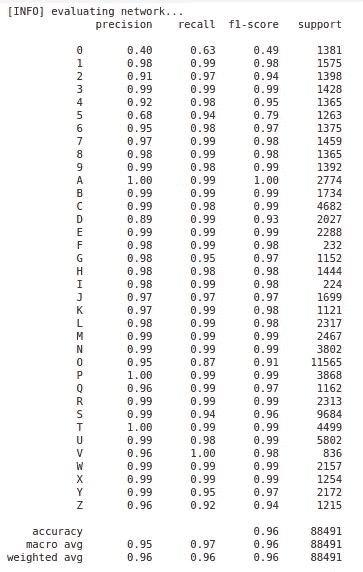 [INFO] evaluating network...
precision recall f1-score support
0 0.40 0.63 0.49 1381
1 0.98 0.99 0.98 1575
2 0.91 0.97 0.94 1398
3 0.99 0.99 0.99 1428
4 0.92 0.98 0.95 1365
5 0.68 0.94 0.79 1263
6 0.95 0.98 0.97 1375
7 0.97 0.99 0.98 1459
8 0.98 0.99 0.98 1365
9 0.99 0.98 0.98 1392
A 1.00 0.99 1.00 2774
B 0.99 0.99 0.99 1734
C 0.99 0.98 0.99 4682
D 0.89 0.99 0.93 2027
E 0.99 0.99 0.99 2288
F 0.98 0.99 0.98 232
G 0.98 0.95 0.97 1152
H 0.98 0.98 0.98 1444
I 0.98 0.99 0.98 224
J 0.97 0.97 0.97 1699
K 0.97 0.99 0.98 1121
L 0.98 0.99 0.98 2317
M 0.99 0.99 0.99 2467
N 0.99 0.99 0.99 3802
O 0.95 0.87 0.91 11565
P 1.00 0.99 0.99 3868
Q 0.96 0.99 0.97 1162
R 0.99 0.99 0.99 2313
S 0.99 0.94 0.96 9684
T 1.00 0.99 0.99 4499
U 0.99 0.98 0.99 5802
V 0.96 1.00 0.98 836
W 0.99 0.99 0.99 2157
X 0.99 0.99 0.99 1254
Y 0.99 0.95 0.97 2172
Z 0.96 0.92 0.94 1215
accuracy 0.96 88491
macro avg 0.95 0.97 0.96 88491
weighted avg 0.96 0.96 0.96 88491